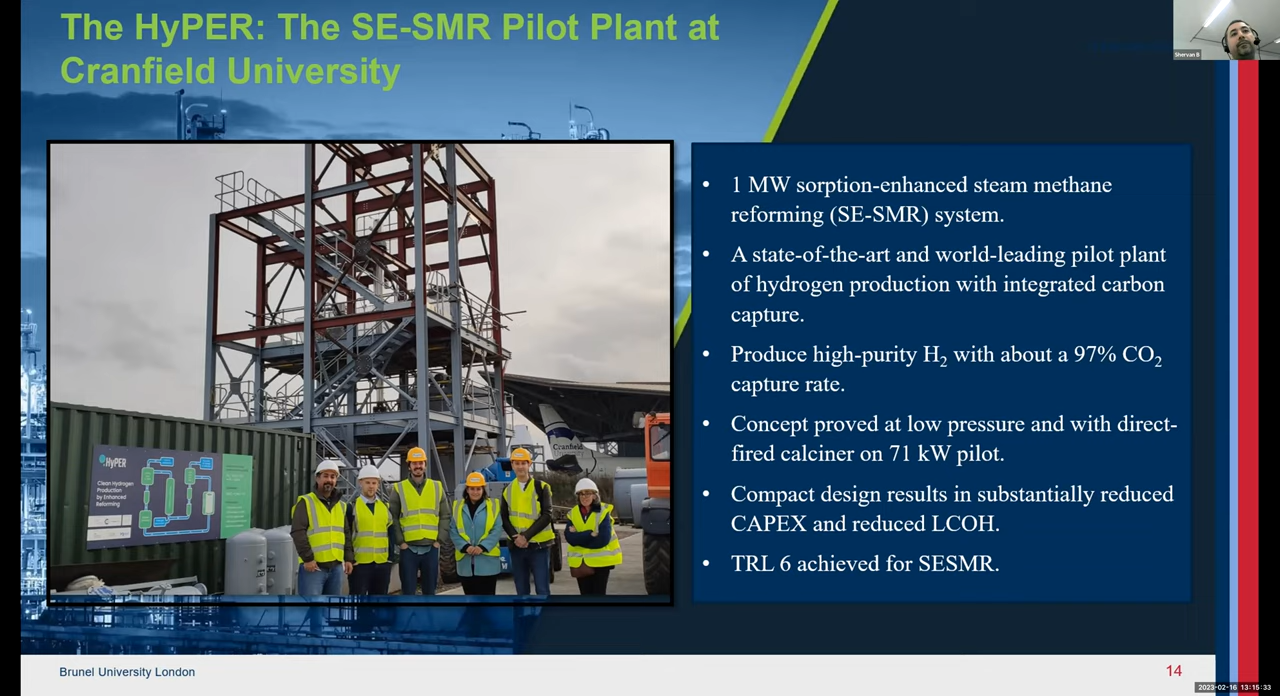 The HyPER: The SE-SMR Pilot Plant at
Cranfield University
Shervan B
• 1 MW sorption-enhanced steam methane
reforming (SE-SMR) system.
• A state-of-the-art and world-leading pilot plant
of hydrogen production with integrated carbon
capture.
• Produce high-purity H₂ with about a 97% CO₂
capture rate.
• Concept proved at low pressure and with direct-
fired calciner on 71 kW pilot.
• Compact design results in substantially reduced
CAPEX and reduced LCOH.
• TRL 6 achieved for SESMR.
Cranfield
HyPER
Clean Hydrogen
Production
by Enhanced
Reforming
Brunel University London
14
2023-02-16 13:15:33